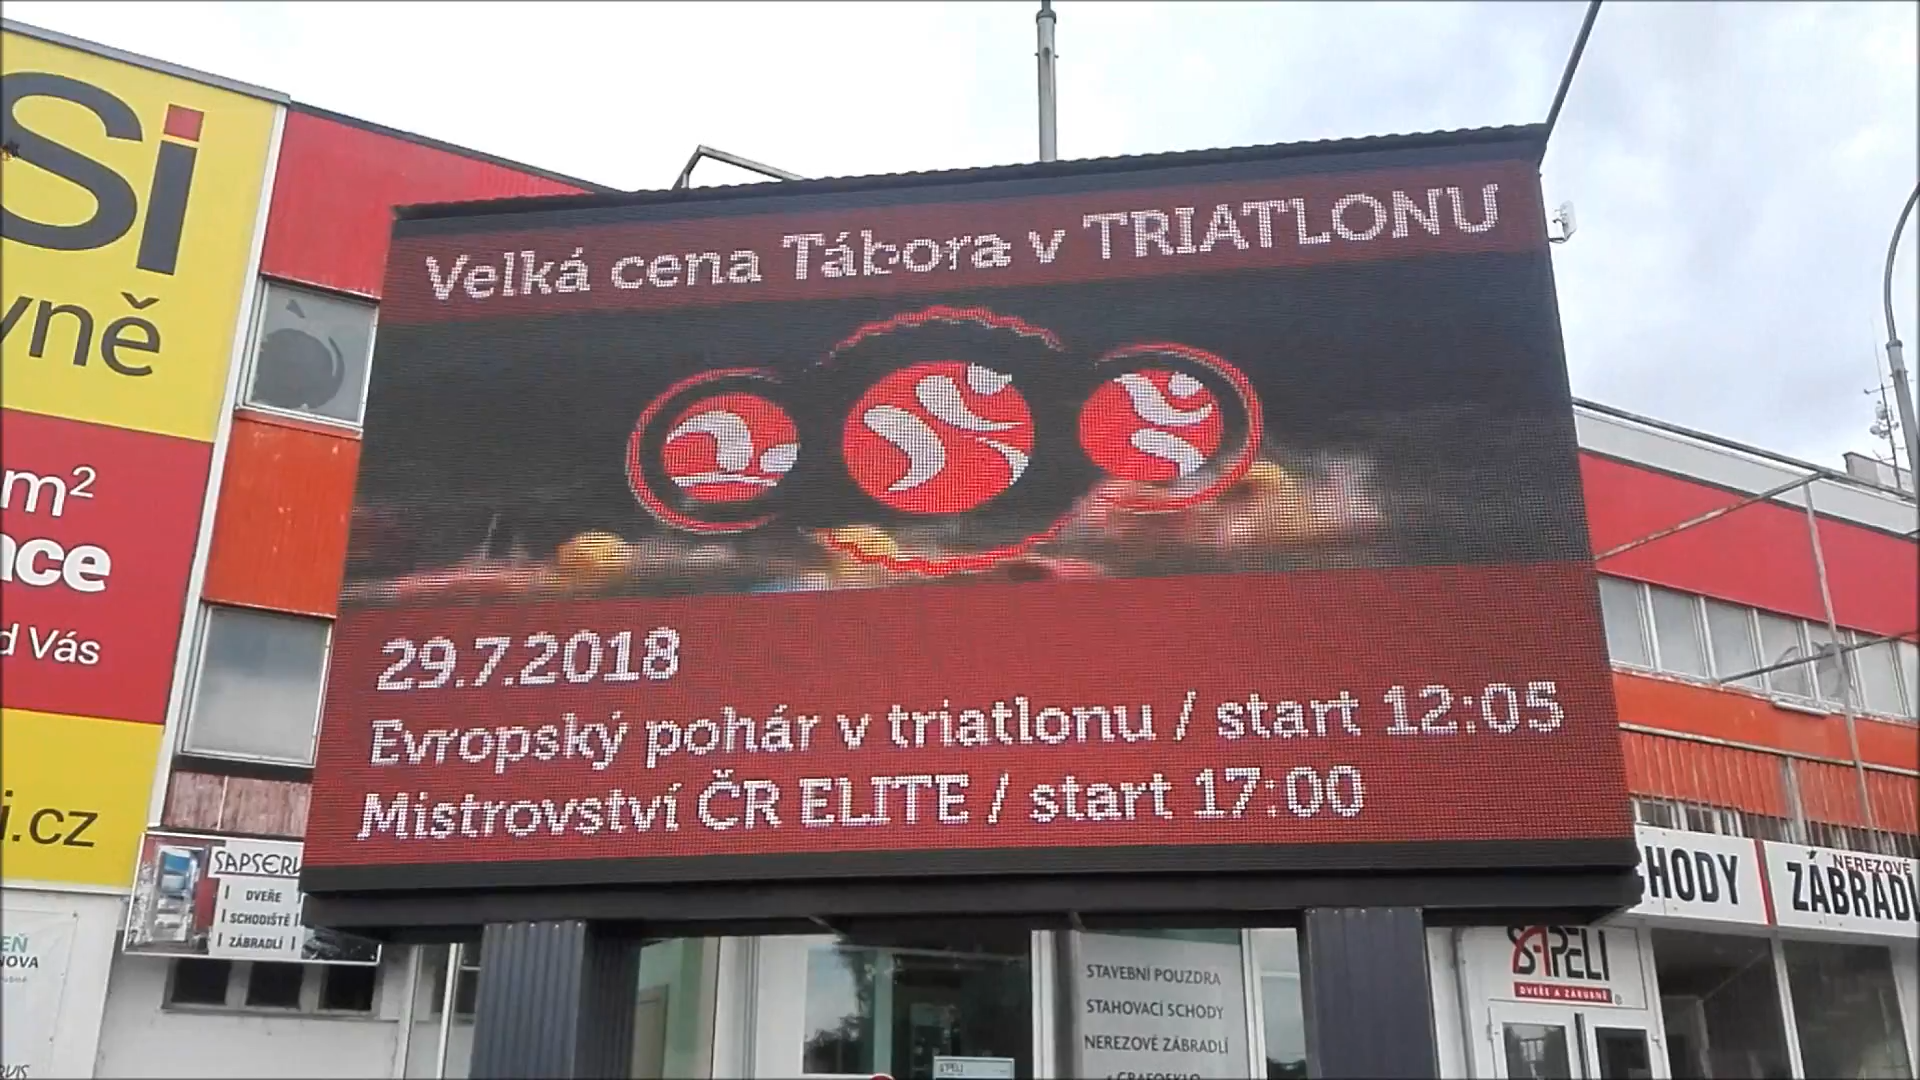 Si
vně
m²
ace
d Vás
i.cz
Velká cena Tábora v TRIATLONU
29.7.2018
Evropský pohár v triatlonu / start 12:05
Mistrovství ČR ELITE / start 17:00
DVEŘE
SCHODIŠTĚ
ZÁBRADLÍ
STAVEBNÍ POUZDRA
STAHOVACÍ SCHODY
NEREZOVÉ ZÁBRADLÍ
SAPELI
DVEŘE A ZÁRUBNĚ
CHODY
NEREZOVÉ
ZÁBRADL